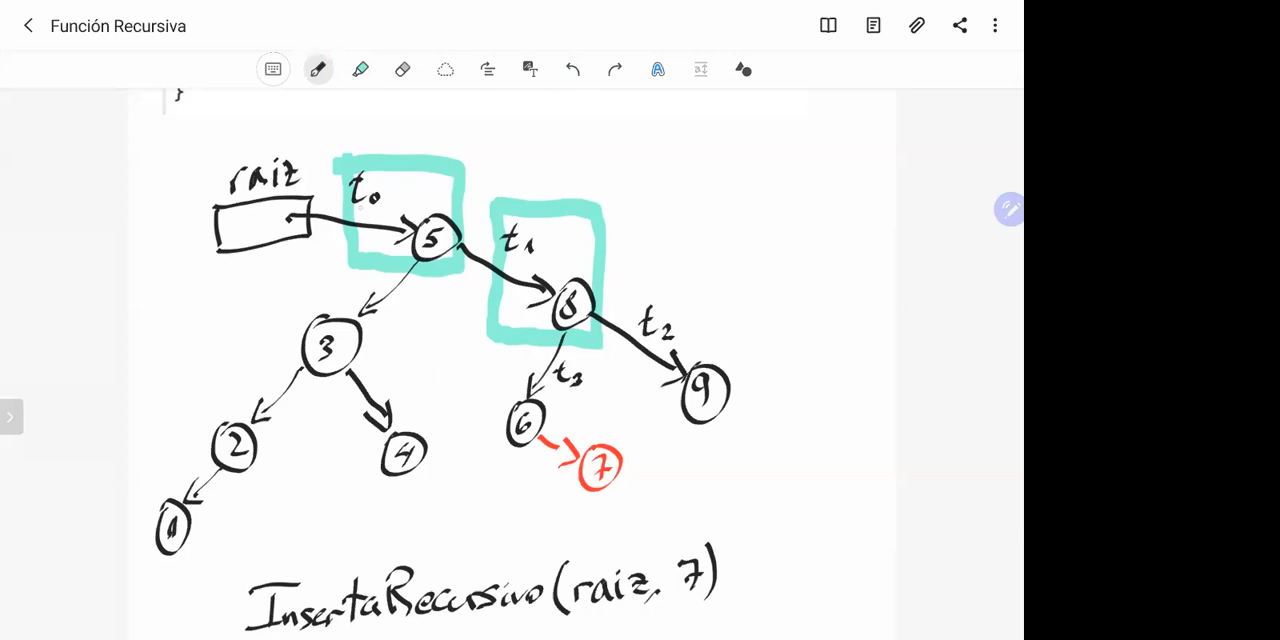 Función Recursiva
}
raiz
t0
5
t1
8
t2
3
t3
9
6
2
4
7
1
InsertaRecursivo(raiz, 7)